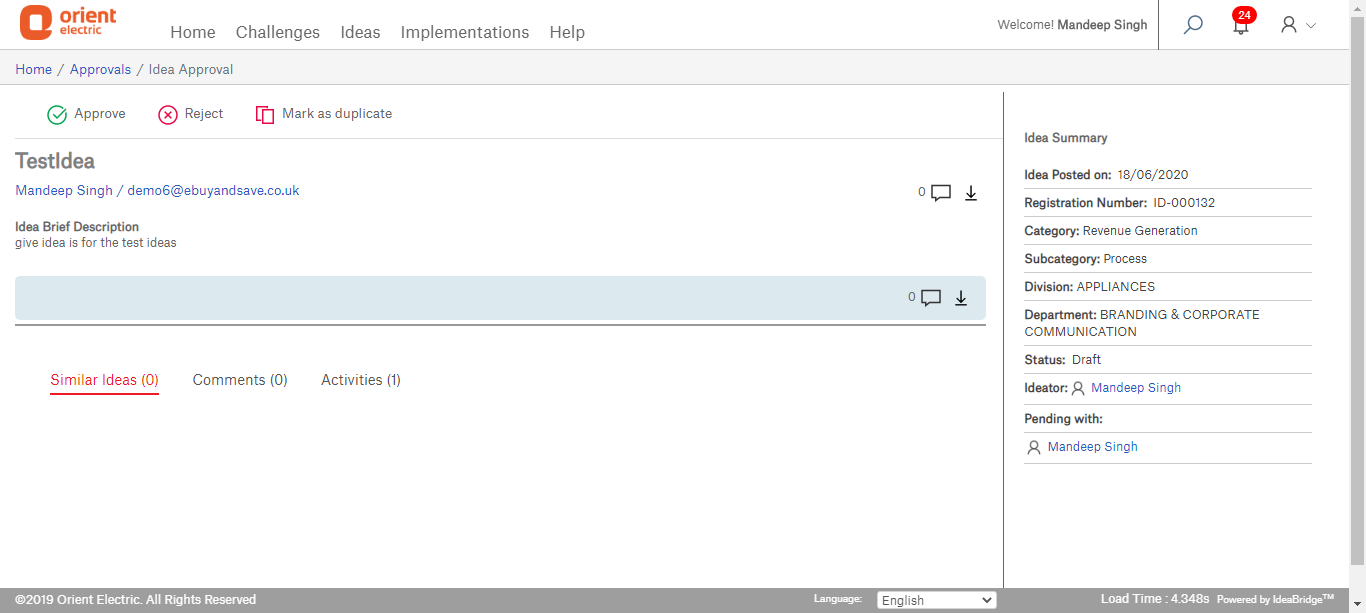 orient
electric
Home Challenges Ideas Implementations Help
Welcome! Mandeep Singh
24
Home / Approvals / Idea Approval
Approve Reject Mark as duplicate
TestIdea
Mandeep Singh / demo6@ebuyandsave.co.uk
0
Idea Brief Description
give idea is for the test ideas
0
Similar Ideas (0) Comments (0) Activities (1)
Idea Summary
Idea Posted on: 18/06/2020
Registration Number: ID-000132
Category: Revenue Generation
Subcategory: Process
Division: APPLIANCES
Department: BRANDING & CORPORATE
COMMUNICATION
Status: Draft
Ideator: Mandeep Singh
Pending with:
Mandeep Singh
©2019 Orient Electric. All Rights Reserved
Language: English
Load Time : 4.348s Powered by IdeaBridge™